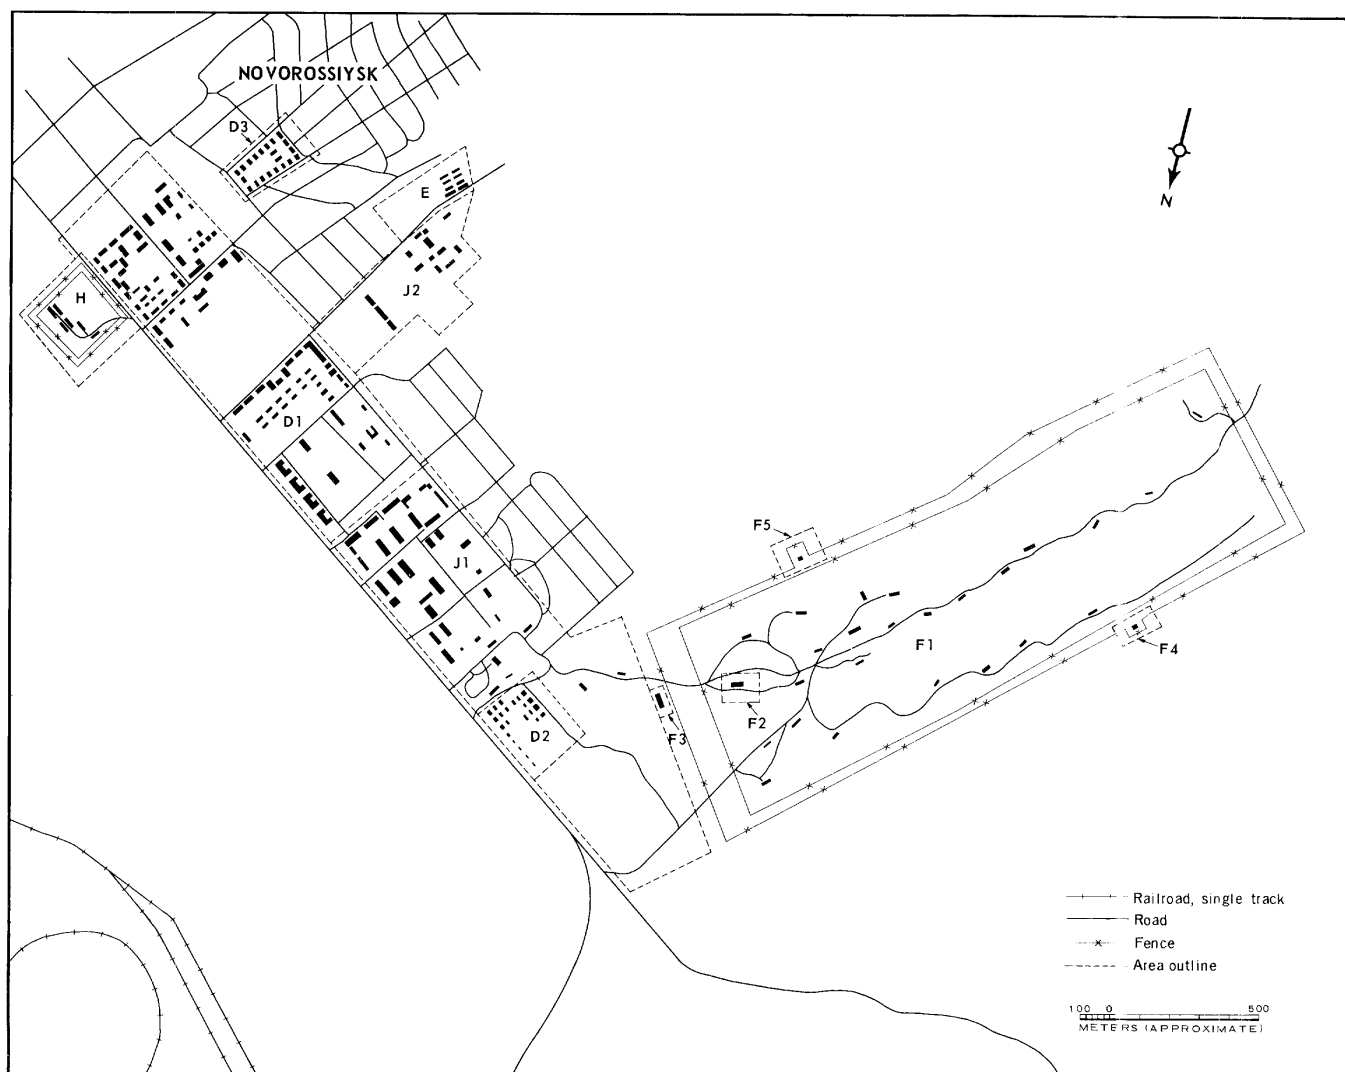 NOVOROSSIYSK
D3
E
H
J2
D1
J1
F5
F1
F4
F2
F3
D2
N
Railroad, single track
Road
Fence
Area outline
100 0 500
METERS (APPROXIMATE)